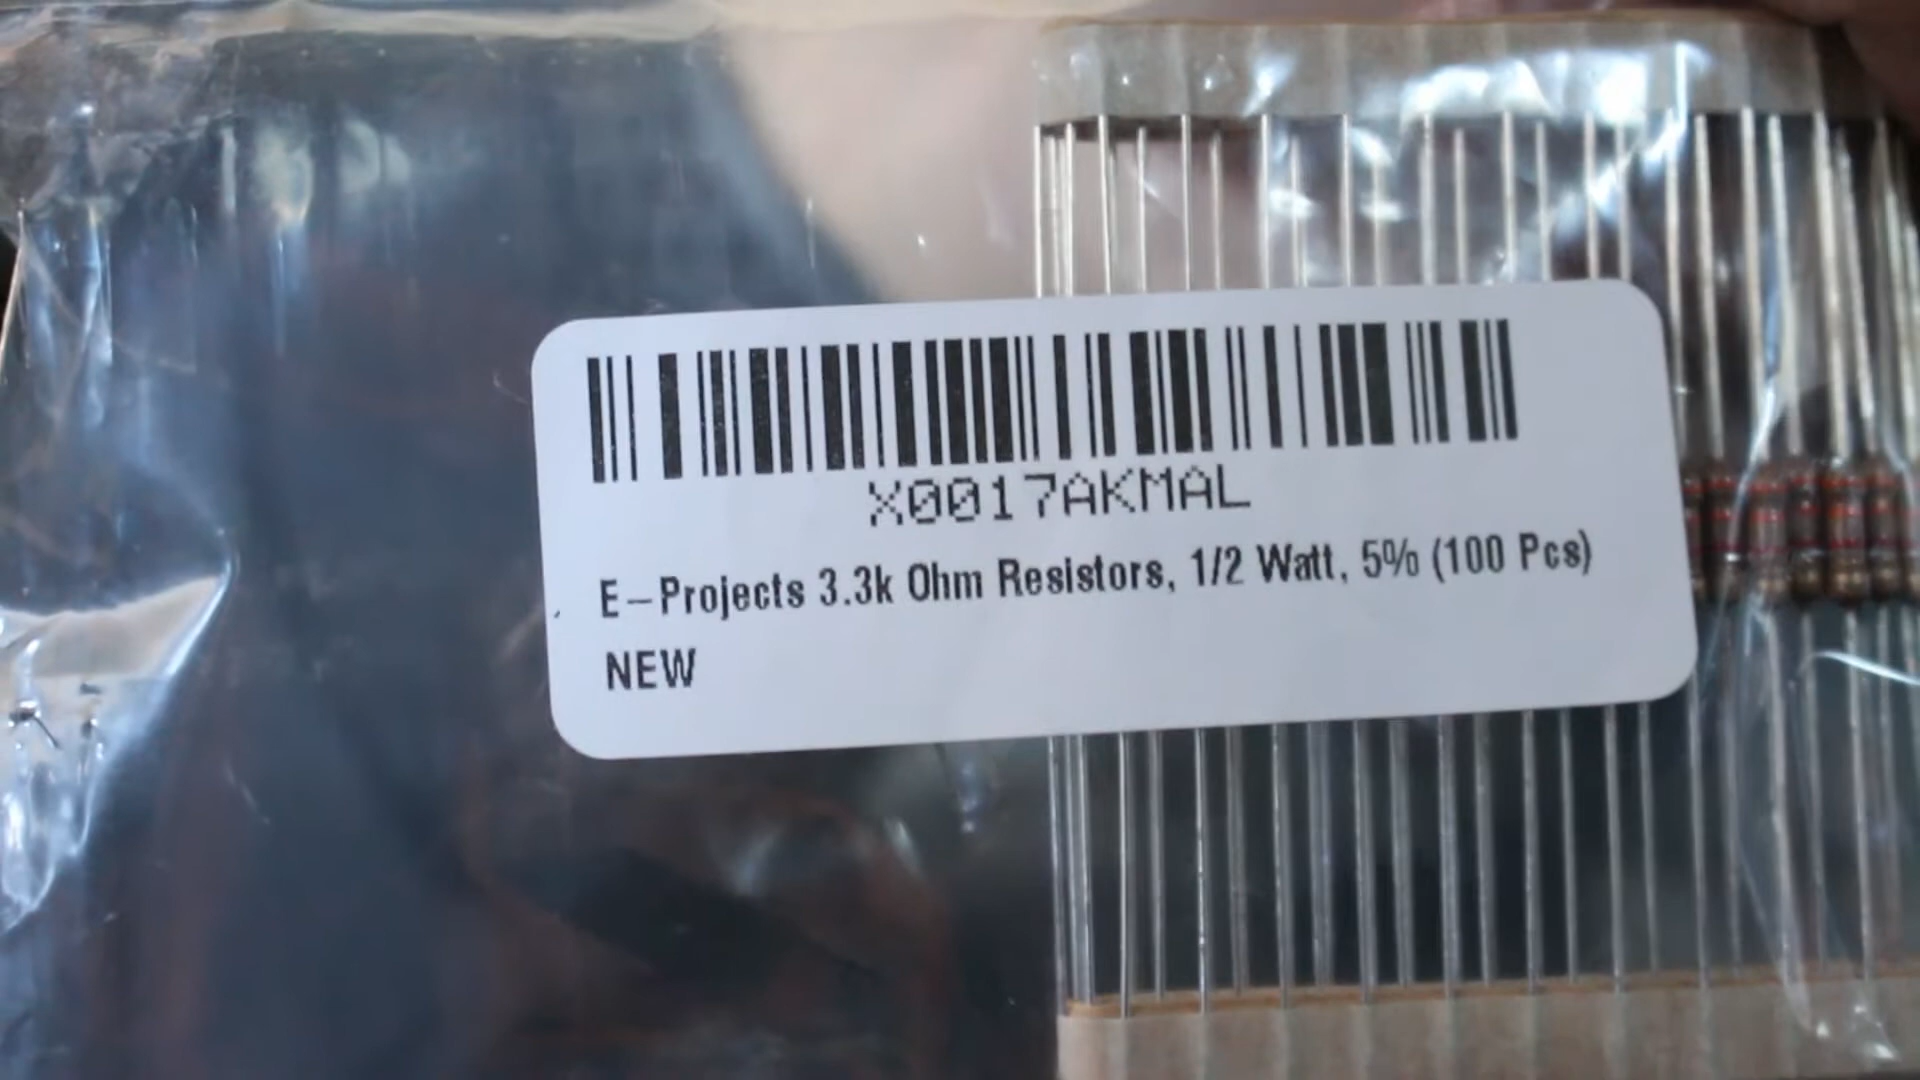 X0017AKMAL
E-Projects 3.3k Ohm Resistors, 1/2 Watt, 5% (100 Pcs)
NEW